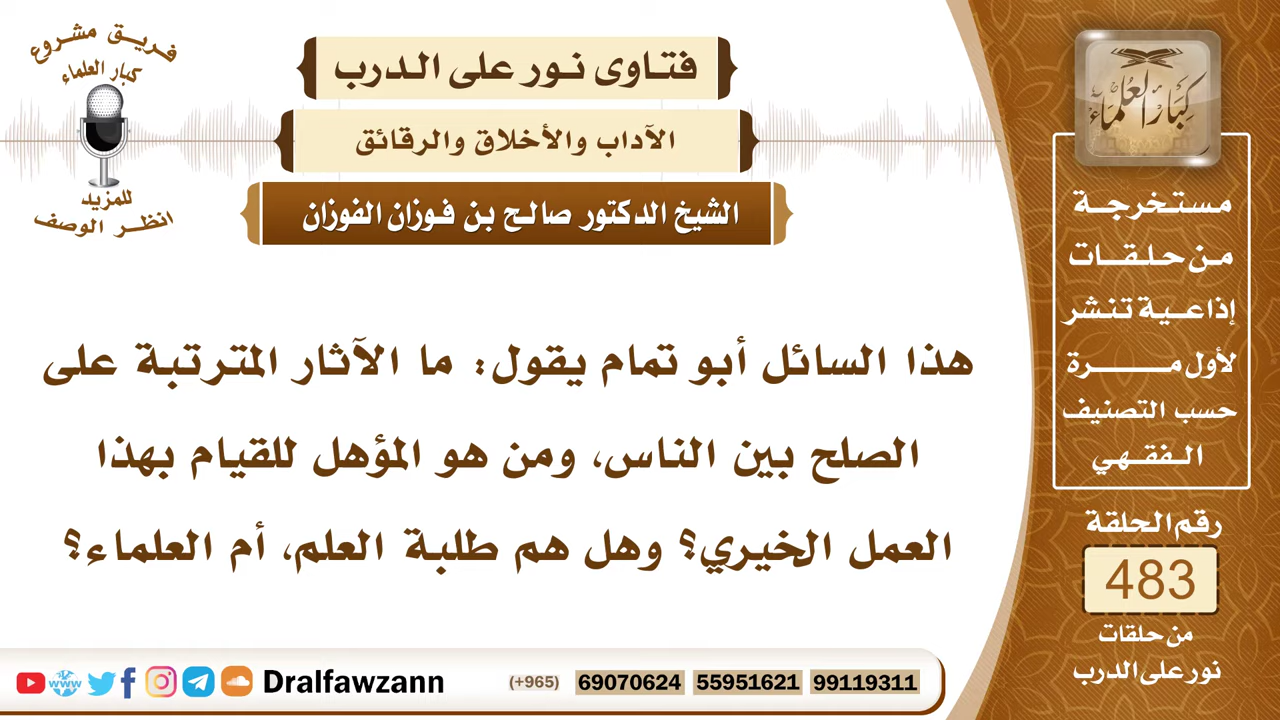 فريق مشروع
كبار العلماء
للمزيد
انظر الوصف
فتاوى نور على الدرب
الآداب والأخلاق والرقائق
الشيخ الدكتور صالح بن فوزان الفوزان
هذا السائل أبو تمام يقول: ما الآثار المترتبة على
الصلح بين الناس، ومن هو المؤهل للقيام بهذا
العمل الخيري؟ وهل هم طلبة العلم، أم العلماء؟
كبار العلماء
مستخرجة
من حلقات
إذاعية تنشر
لأول مرة
حسب التصنيف
الفقهي
رقم الحلقة
483
من حلقات
نور على الدرب
www
Dralfawzann
(+965) 69070624 55951621 99119311